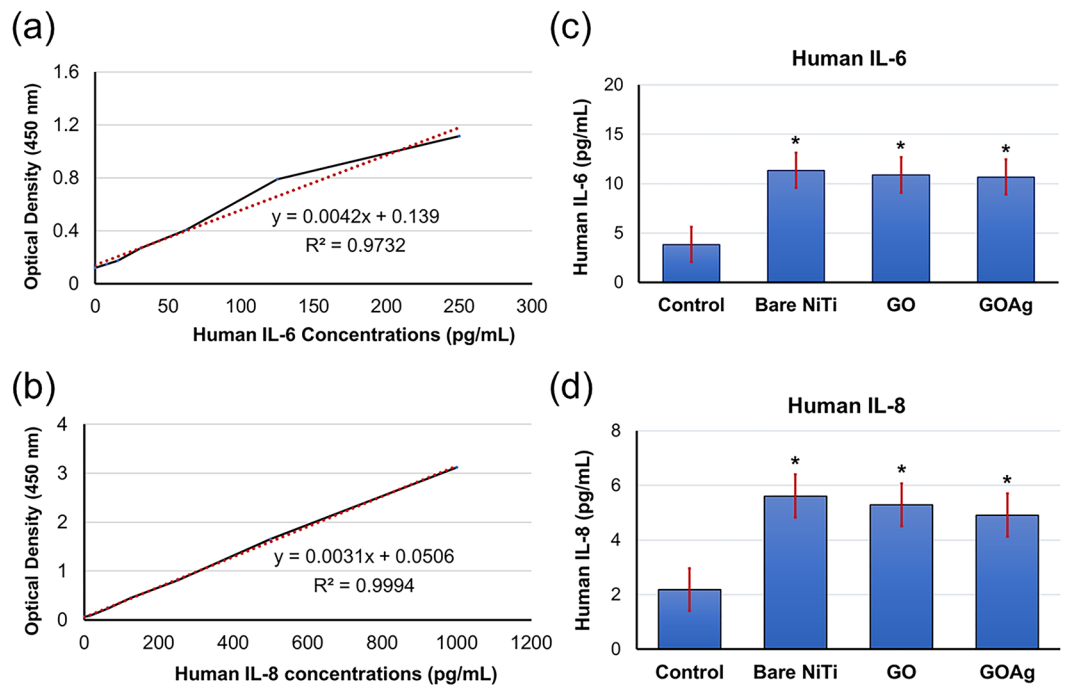 (a)
Optical Density (450 nm)
1.6
1.2
0.8
0.4
0
y = 0.0042x + 0.139
R² = 0.9732
0 50 100 150 200 250 300
Human IL-6 Concentrations (pg/mL)
(c)
Human IL-6
Human IL-6 (pg/mL)
20
15
10
5
0
* * *
Control Bare NiTi GO GOAg
(b)
Optical Density (450 nm)
4
3
2
1
0
y = 0.0031x + 0.0506
R² = 0.9994
0 200 400 600 800 1000 1200
Human IL-8 concentrations (pg/mL)
(d)
Human IL-8
Human IL-8 (pg/mL)
8
6
4
2
0
* * *
Control Bare NiTi GO GOAg